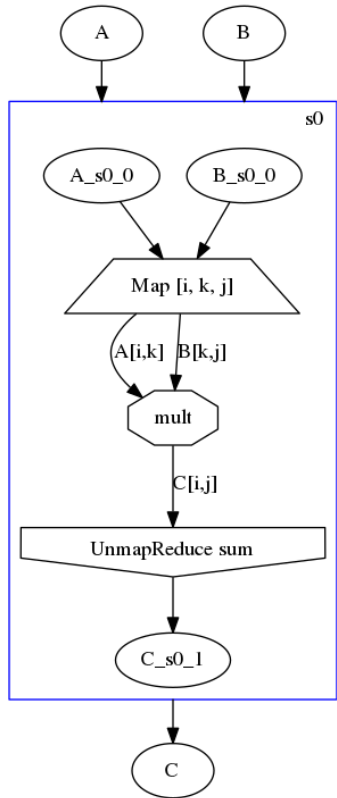 A
B
s0
A_s0_0
B_s0_0
Map [i, k, j]
A[i,k]
B[k,j]
mult
C[i,j]
UnmapReduce sum
C_s0_1
C